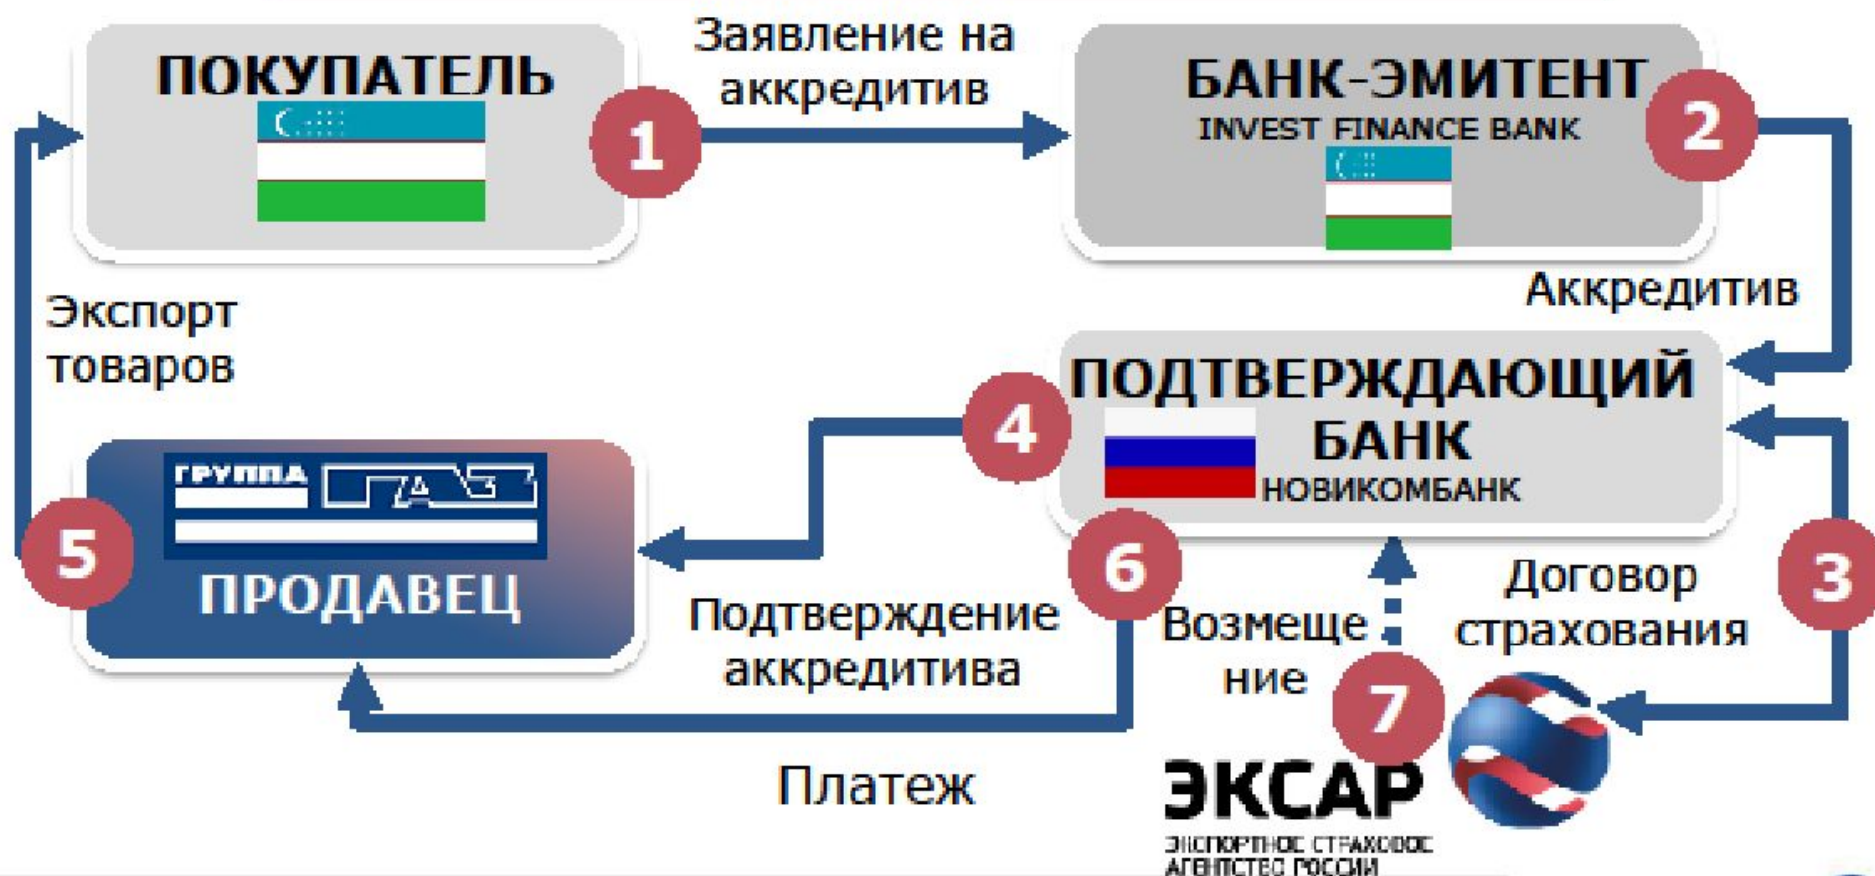 ПОКУПАТЕЛЬ
1
Заявление на
аккредитив
БАНК-ЭМИТЕНТ
INVEST FINANCE BANK
2
Аккредитив
Экспорт
товаров
ПОДТВЕРЖДАЮЩИЙ
БАНК
НОВИКОМБАНК
4
ГРУППА ГАЗ
ПРОДАВЕЦ
5
6
3
Подтверждение
аккредитива
Возмеще
ние
Договор
страхования
7
Платеж
ЭКСАР
ЭКСПОРТНОЕ СТРАХОВОЕ
АГЕНТСТВО РОССИИ